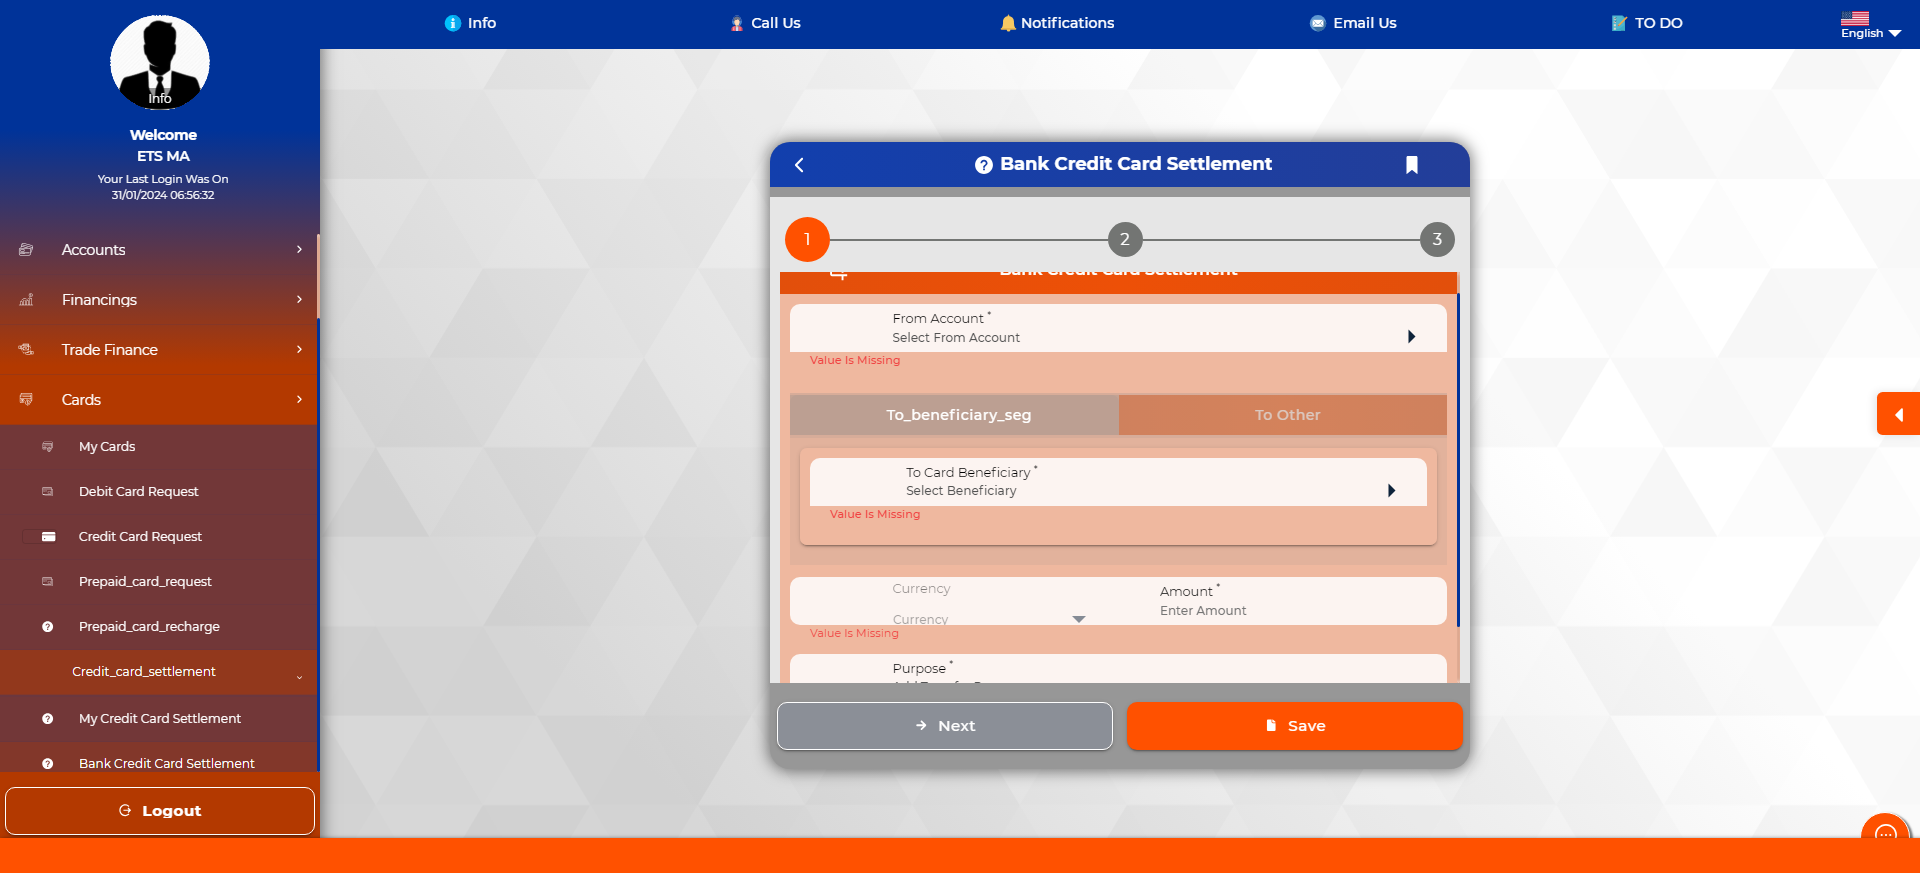 Info
Call Us
Notifications
Email Us
TO DO
English
Info
Welcome
ETS MA
Your Last Login Was On
31/01/2024 06:56:32
Accounts
Financings
Trade Finance
Cards
My Cards
Debit Card Request
Credit Card Request
Prepaid_card_request
Prepaid_card_recharge
Credit_card_settlement
My Credit Card Settlement
Bank Credit Card Settlement
Logout
Bank Credit Card Settlement
1
2
3
Bank Credit Card Settlement
From Account *
Select From Account
Value Is Missing
To_beneficiary_seg
To Other
To Card Beneficiary *
Select Beneficiary
Value Is Missing
Currency
Amount *
Currency
Enter Amount
Value Is Missing
Purpose *
Next
Save